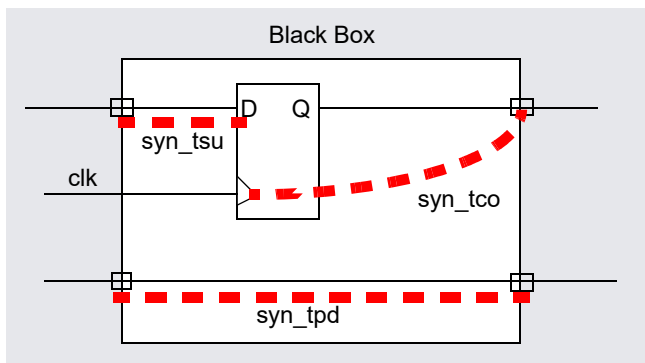 Black Box
D Q
syn_tsu
clk
syn_tco
syn_tpd